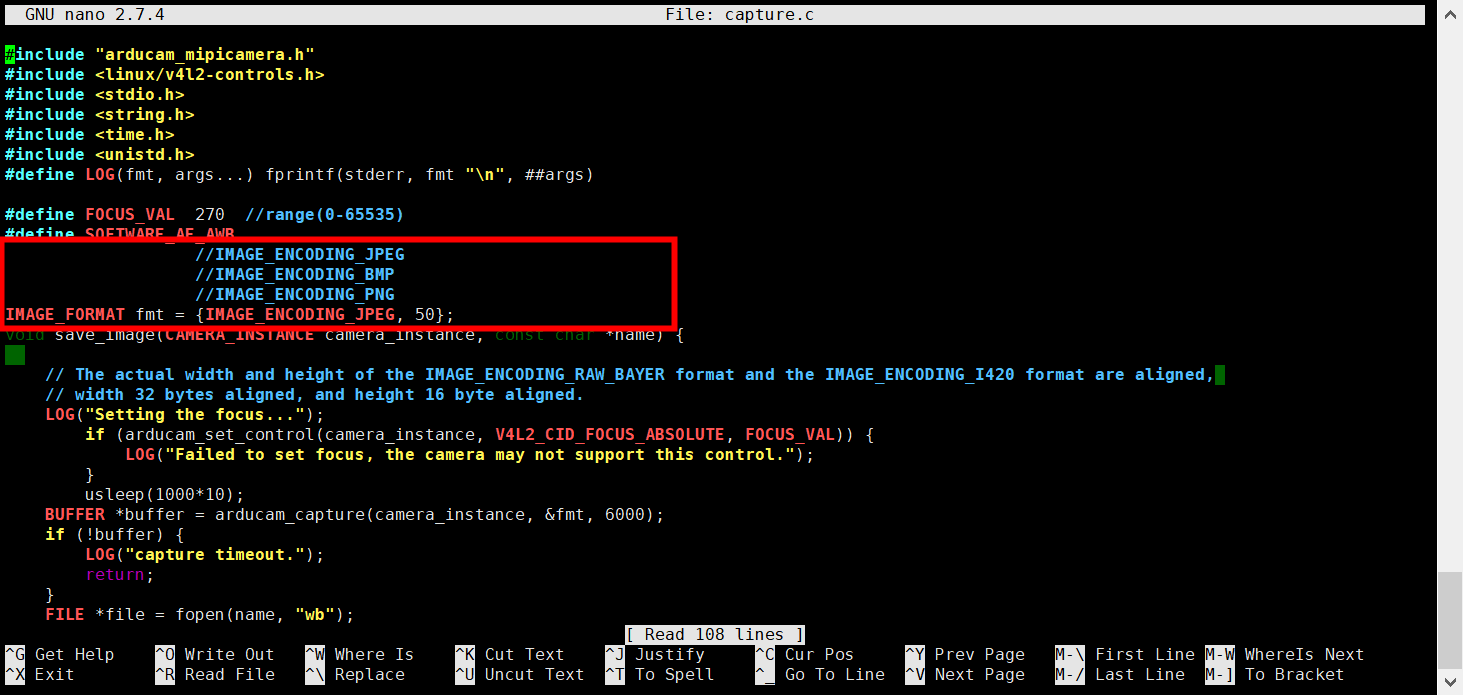 GNU nano 2.7.4 File: capture.c
#include "arducam_mipicamera.h"
#include <linux/v4l2-controls.h>
#include <stdio.h>
#include <string.h>
#include <time.h>
#include <unistd.h>
#define LOG(fmt, args...) fprintf(stderr, fmt "\n", ##args)
#define FOCUS_VAL  270  //range(0-65535)
#define SOFTWARE_AE_AWB
//IMAGE_ENCODING_JPEG
//IMAGE_ENCODING_BMP
//IMAGE_ENCODING_PNG
IMAGE_FORMAT fmt = {IMAGE_ENCODING_JPEG, 50};
void save_image(CAMERA_INSTANCE camera_instance, const char *name) {
// The actual width and height of the IMAGE_ENCODING_RAW_BAYER format and the IMAGE_ENCODING_I420 format are aligned,
// width 32 bytes aligned, and height 16 byte aligned.
LOG("Setting the focus...");
if (arducam_set_control(camera_instance, V4L2_CID_FOCUS_ABSOLUTE, FOCUS_VAL)) {
LOG("Failed to set focus, the camera may not support this control.");
}
usleep(1000*10);
BUFFER *buffer = arducam_capture(camera_instance, &fmt, 6000);
if (!buffer) {
LOG("capture timeout.");
return;
}
FILE *file = fopen(name, "wb");
[ Read 108 lines ]
^G Get Help ^O Write Out ^W Where Is ^K Cut Text ^J Justify ^C Cur Pos ^Y Prev Page M-\ First Line M-W WhereIs Next
^X Exit ^R Read File ^\ Replace ^U Uncut Text ^T To Spell ^_ Go To Line ^V Next Page M-/ Last Line M-] To Bracket